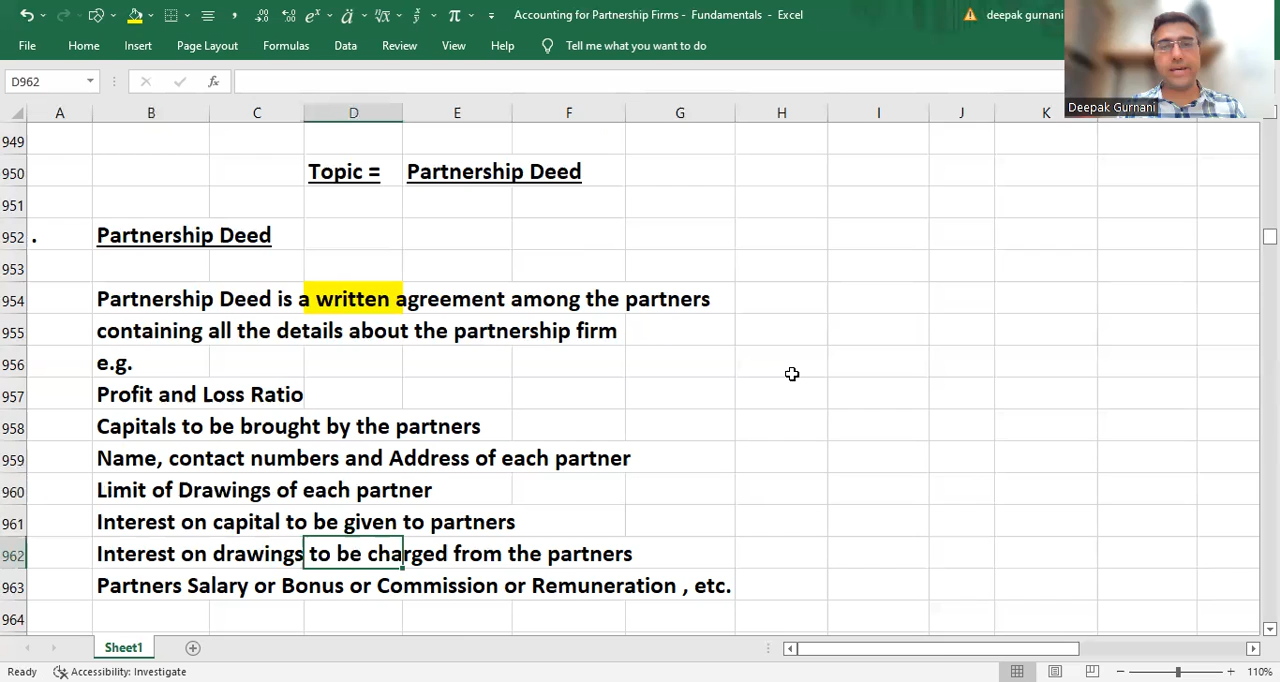 Accounting for Partnership Firms - Fundamentals - Excel
deepak gurnani
File Home Insert Page Layout Formulas Data Review View Help Tell me what you want to do
D962
fx
Deepak Gurnani
A B C D E F G H I J K
949
950 Topic = Partnership Deed
951
952 . Partnership Deed
953
954 Partnership Deed is a written agreement among the partners
955 containing all the details about the partnership firm
956 e.g.
957 Profit and Loss Ratio
958 Capitals to be brought by the partners
959 Name, contact numbers and Address of each partner
960 Limit of Drawings of each partner
961 Interest on capital to be given to partners
962 Interest on drawings to be charged from the partners
963 Partners Salary or Bonus or Commission or Remuneration , etc.
964
Sheet1
Ready Accessibility: Investigate 110%